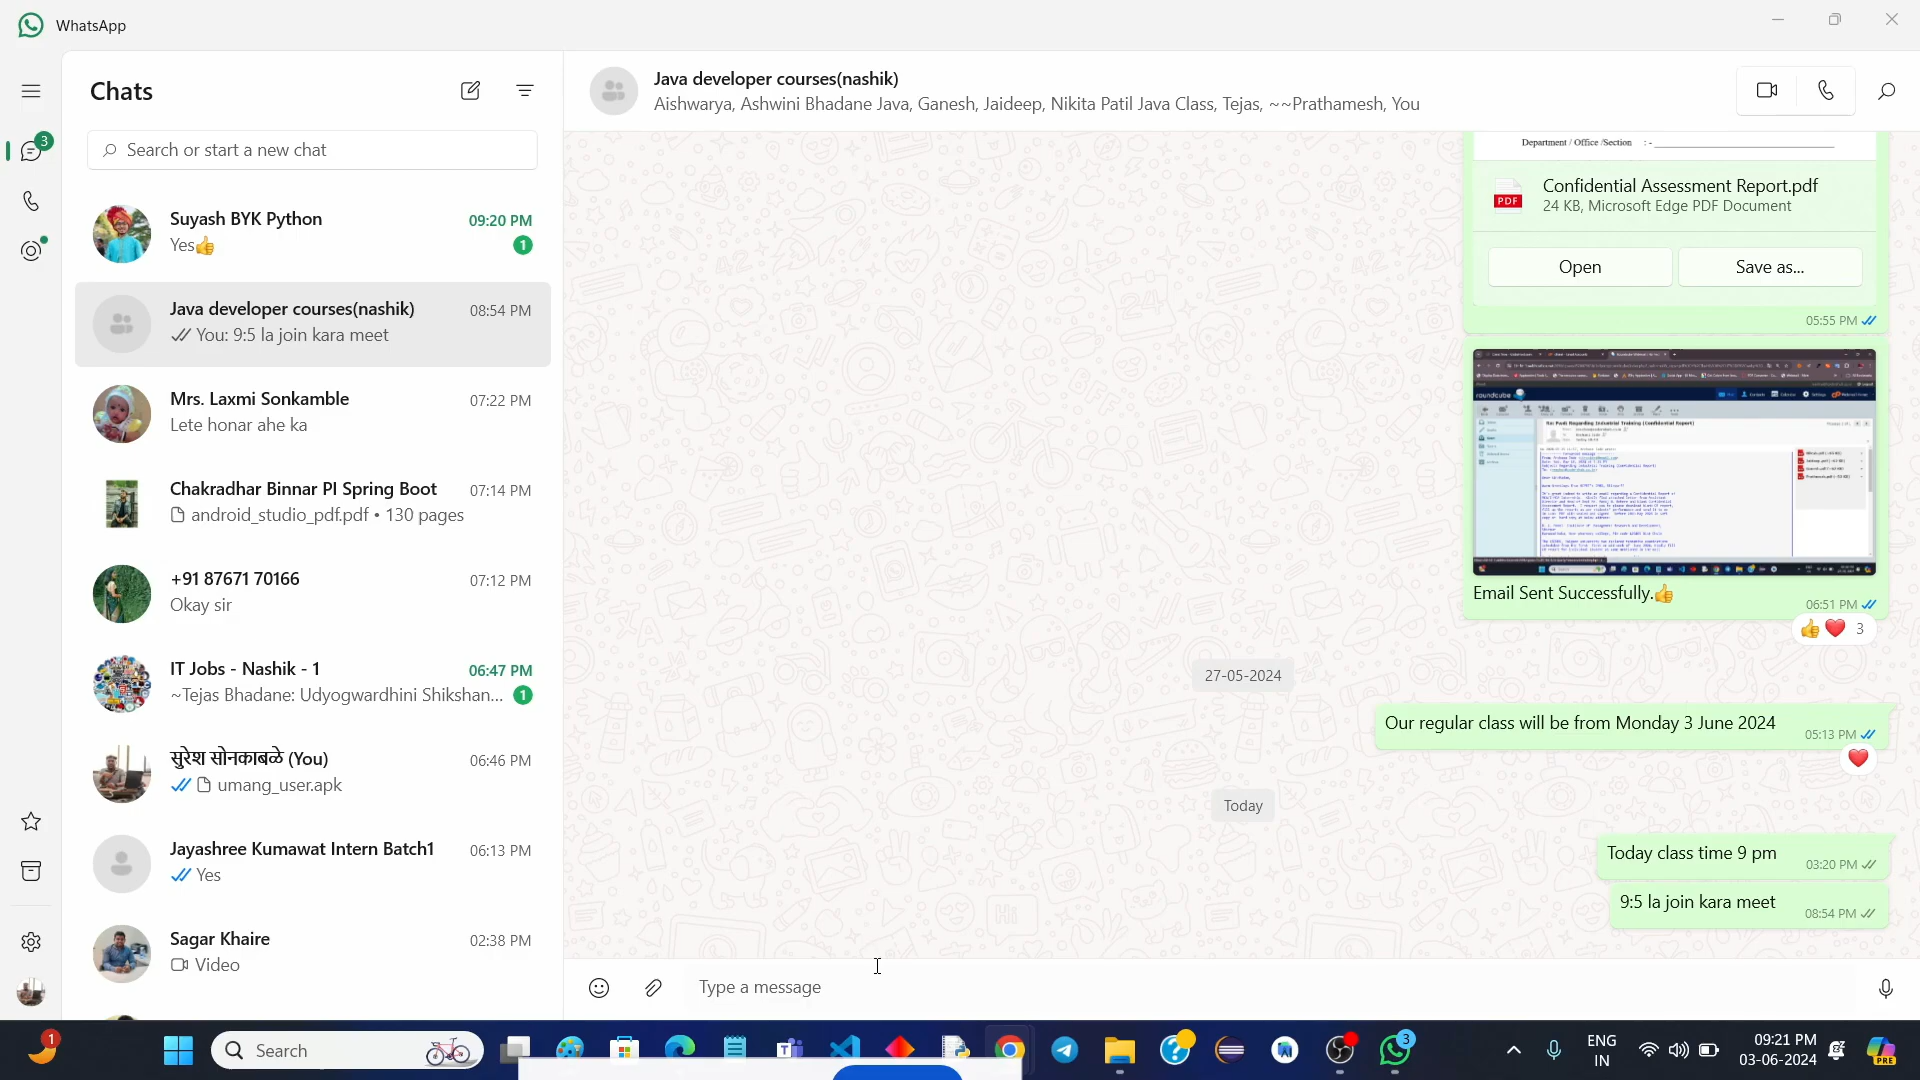 WhatsApp
Chats
Search or start a new chat
3
Suyash BYK Python
09:20 PM
Yes👍
1
Java developer courses(nashik)
08:54 PM
You: 9:5 la join kara meet
Mrs. Laxmi Sonkamble
07:22 PM
Lete honar ahe ka
Chakradhar Binnar PI Spring Boot
07:14 PM
android_studio_pdf.pdf • 130 pages
+91 87671 70166
07:12 PM
Okay sir
IT Jobs - Nashik - 1
06:47 PM
~Tejas Bhadane: Udyogwardhini Shikshan...
1
सुरेश सोनकाबळे (You)
06:46 PM
umang_user.apk
Jayashree Kumawat Intern Batch1
06:13 PM
Yes
Sagar Khaire
02:38 PM
Video
Java developer courses(nashik)
Aishwarya, Ashwini Bhadane Java, Ganesh, Jaideep, Nikita Patil Java Class, Tejas, ~~Prathamesh, You
Department / Office /Section : -
PDF
Confidential Assessment Report.pdf
24 KB, Microsoft Edge PDF Document
Open
Save as...
05:55 PM
roundcube
Email Sent Successfully.👍
06:51 PM
👍❤️ 3
27-05-2024
Our regular class will be from Monday 3 June 2024
05:13 PM
❤️
Today
Today class time 9 pm
03:20 PM
9:5 la join kara meet
08:54 PM
Type a message
1
Search
3
ENG
IN
09:21 PM
03-06-2024
PRE